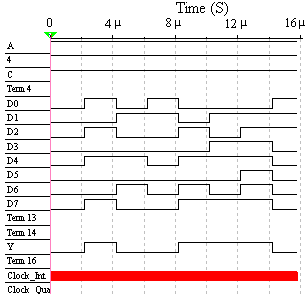 Time (S)
0 4 µ 8 µ 12 µ 16 µ
A
4
C
Term 4
D0
D1
D2
D3
D4
D5
D6
D7
Term 13
Term 14
Y
Term 16
Clock_Int
Clock_Qua